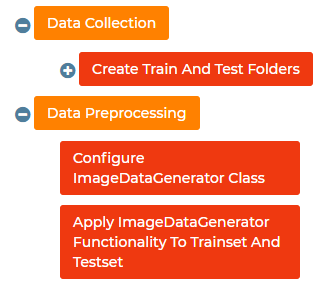 Data Collection
Create Train And Test Folders
Data Preprocessing
Configure
ImageDataGenerator Class
Apply ImageDataGenerator
Functionality To Trainset And
Testset